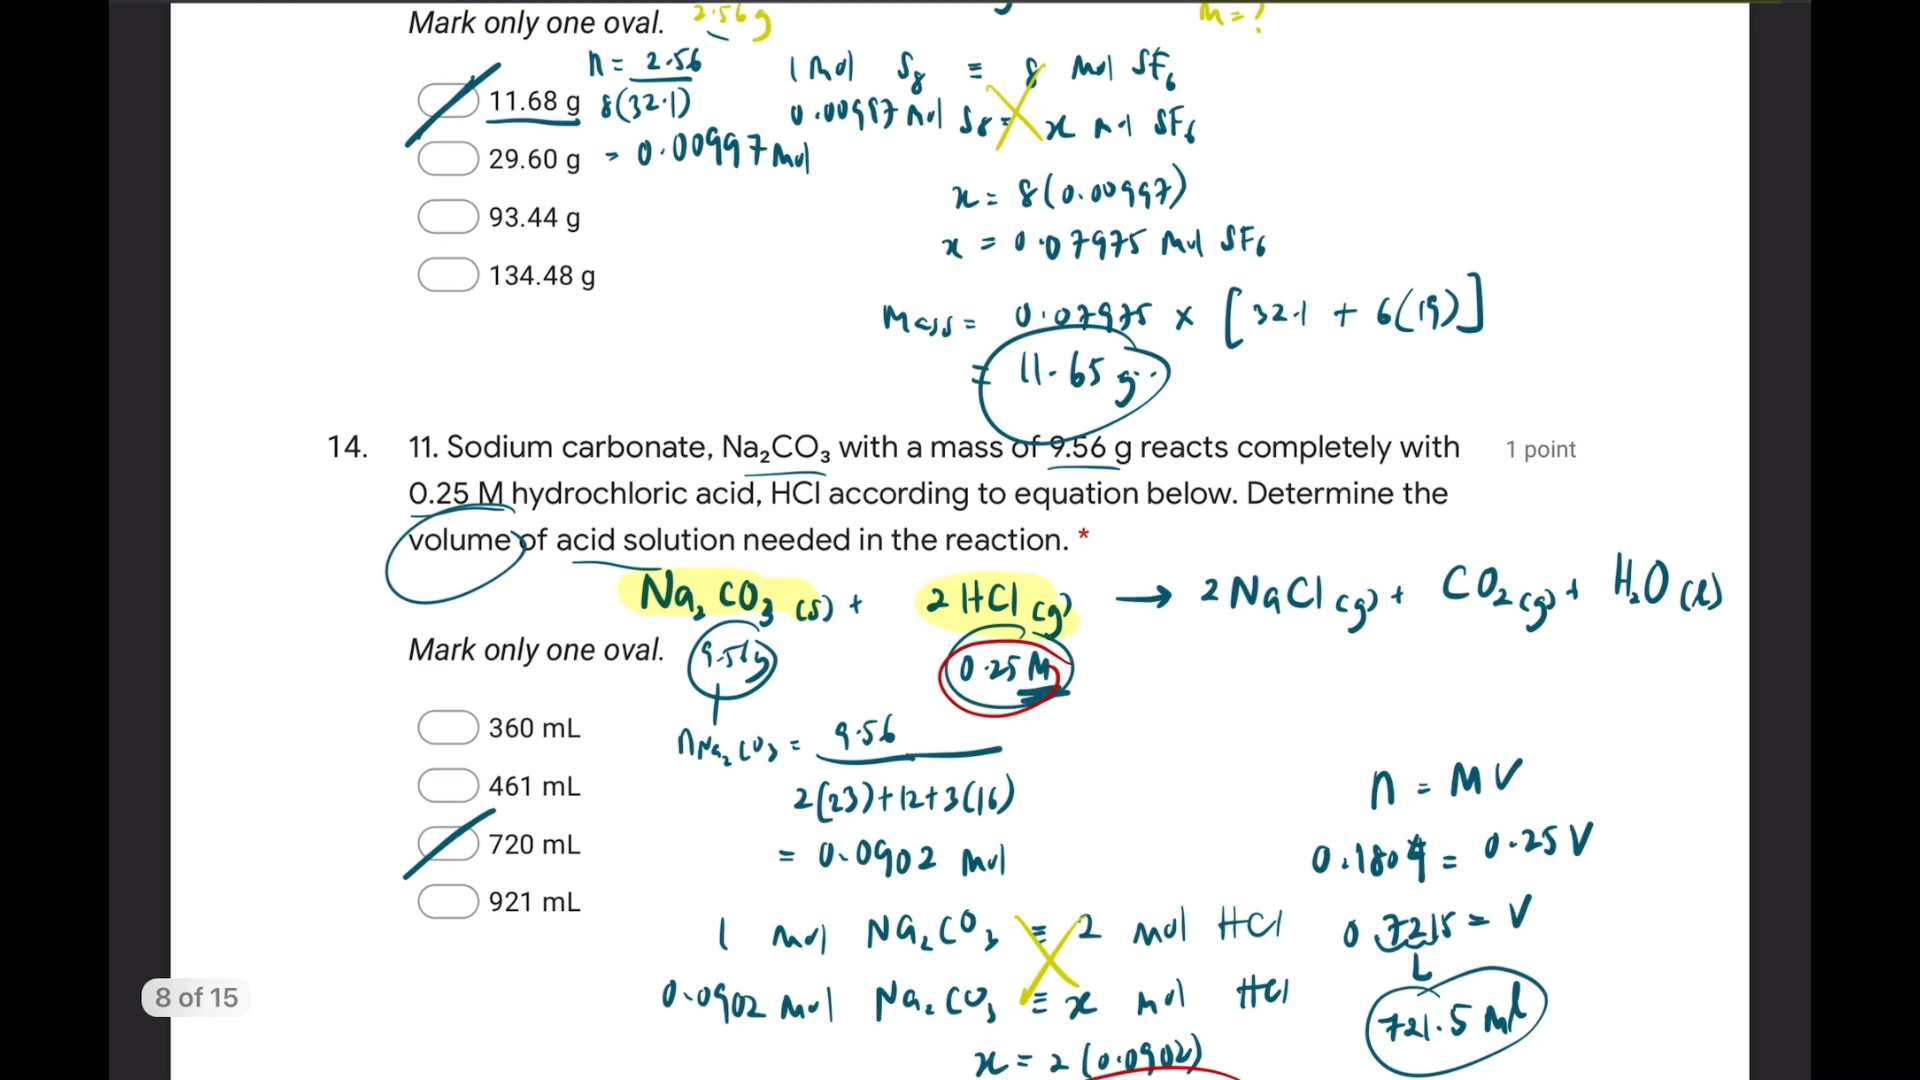 Mark only one oval. 2.56 g
m = ?
n = 2.56
8(32.1)
= 0.00997 mol
11.68 g
29.60 g
93.44 g
134.48 g
1 mol S8 ≡ 8 mol SF6
0.00997 mol S8 = x mol SF6
x = 8(0.00997)
x = 0.07975 mol SF6
Mass = 0.07975 x [32.1 + 6(19)]
= 11.65 g
14. 11. Sodium carbonate, Na₂CO₃ with a mass of 9.56 g reacts completely with 1 point
0.25 M hydrochloric acid, HCl according to equation below. Determine the
volume of acid solution needed in the reaction. *
Na₂CO₃ (s) + 2 HCl (g) → 2 NaCl (g) + CO₂ (g) + H₂O (l)
Mark only one oval.
9.56g
0.25 M
360 mL
461 mL
720 mL
921 mL
nNa₂CO₃ = 9.56
2(23)+12+3(16)
= 0.0902 mol
1 mol Na₂CO₃ ≡ 2 mol HCl
0.0902 mol Na₂CO₃ ≡ x mol HCl
x = 2 (0.0902)
n = MV
0.1804 = 0.25 V
0.7215 = V
L
721.5 ml
8 of 15